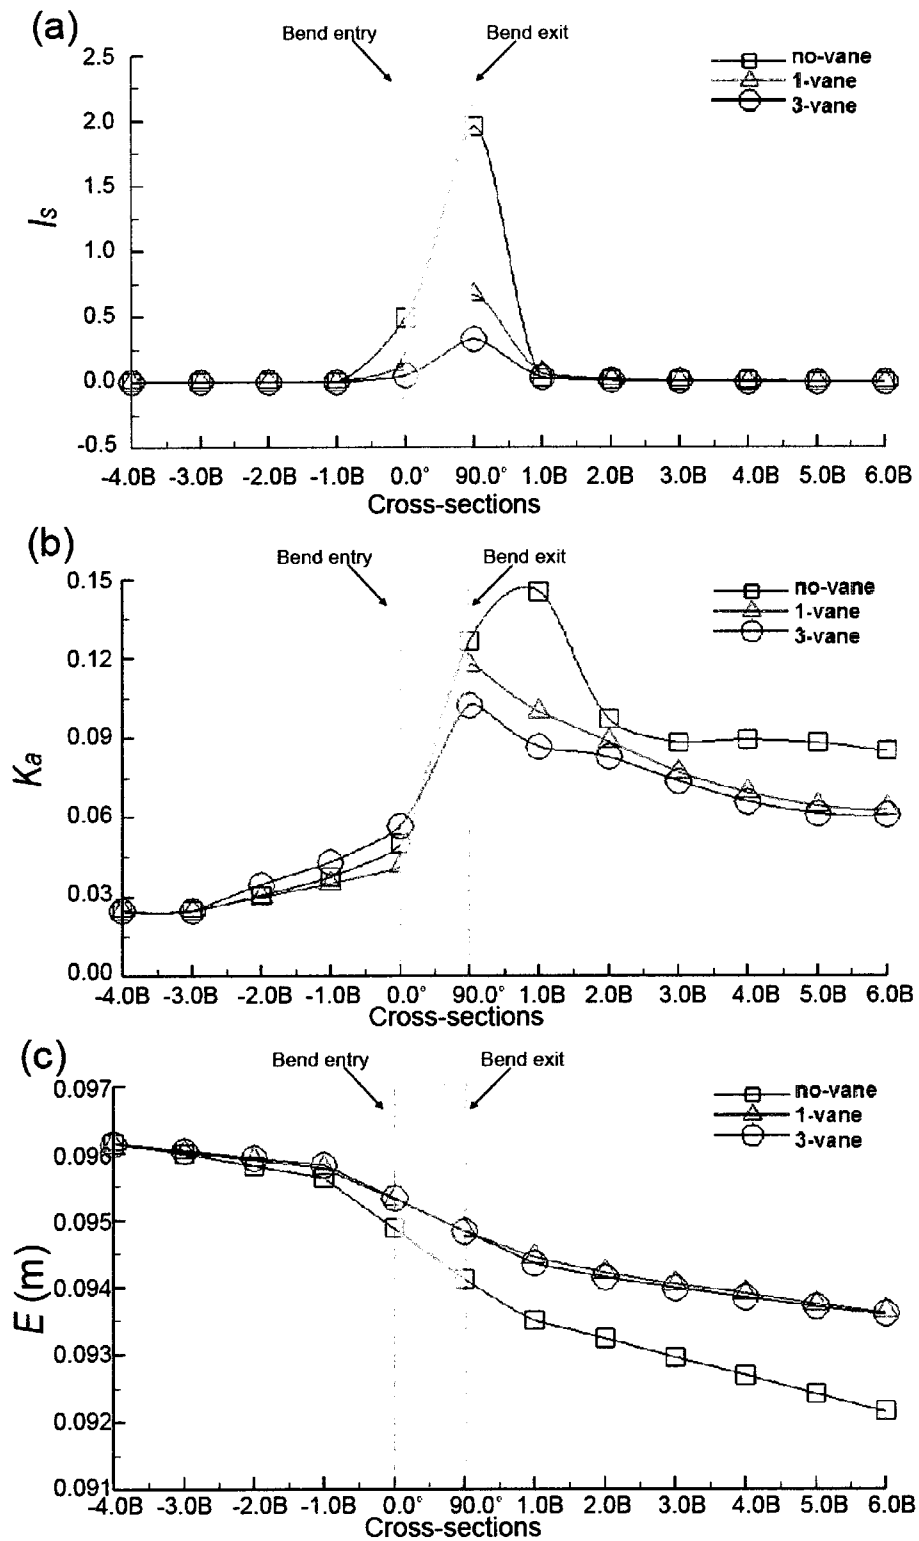 (a)
Bend entry
Bend exit
no-vane
1-vane
3-vane
2.5
2.0
1.5
1.0
0.5
0.0
-0.5
Is
-4.0B -3.0B -2.0B -1.0B 0.0° 90.0° 1.0B 2.0B 3.0B 4.0B 5.0B 6.0B
Cross-sections
(b)
Bend entry
Bend exit
no-vane
1-vane
3-vane
0.15
0.12
0.09
0.06
0.03
0.00
Ka
-4.0B -3.0B -2.0B -1.0B 0.0° 90.0° 1.0B 2.0B 3.0B 4.0B 5.0B 6.0B
Cross-sections
(c)
Bend entry
Bend exit
no-vane
1-vane
3-vane
0.097
0.096
0.095
0.094
0.093
0.092
0.091
E (m)
-4.0B -3.0B -2.0B -1.0B 0.0° 90.0° 1.0B 2.0B 3.0B 4.0B 5.0B 6.0B
Cross-sections